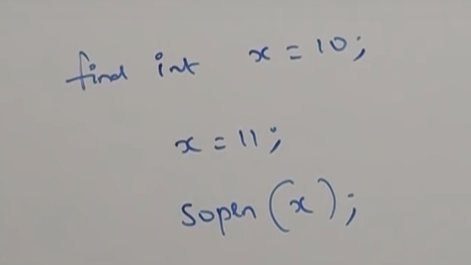 find int x = 10;
x = 11;
sopen(x);